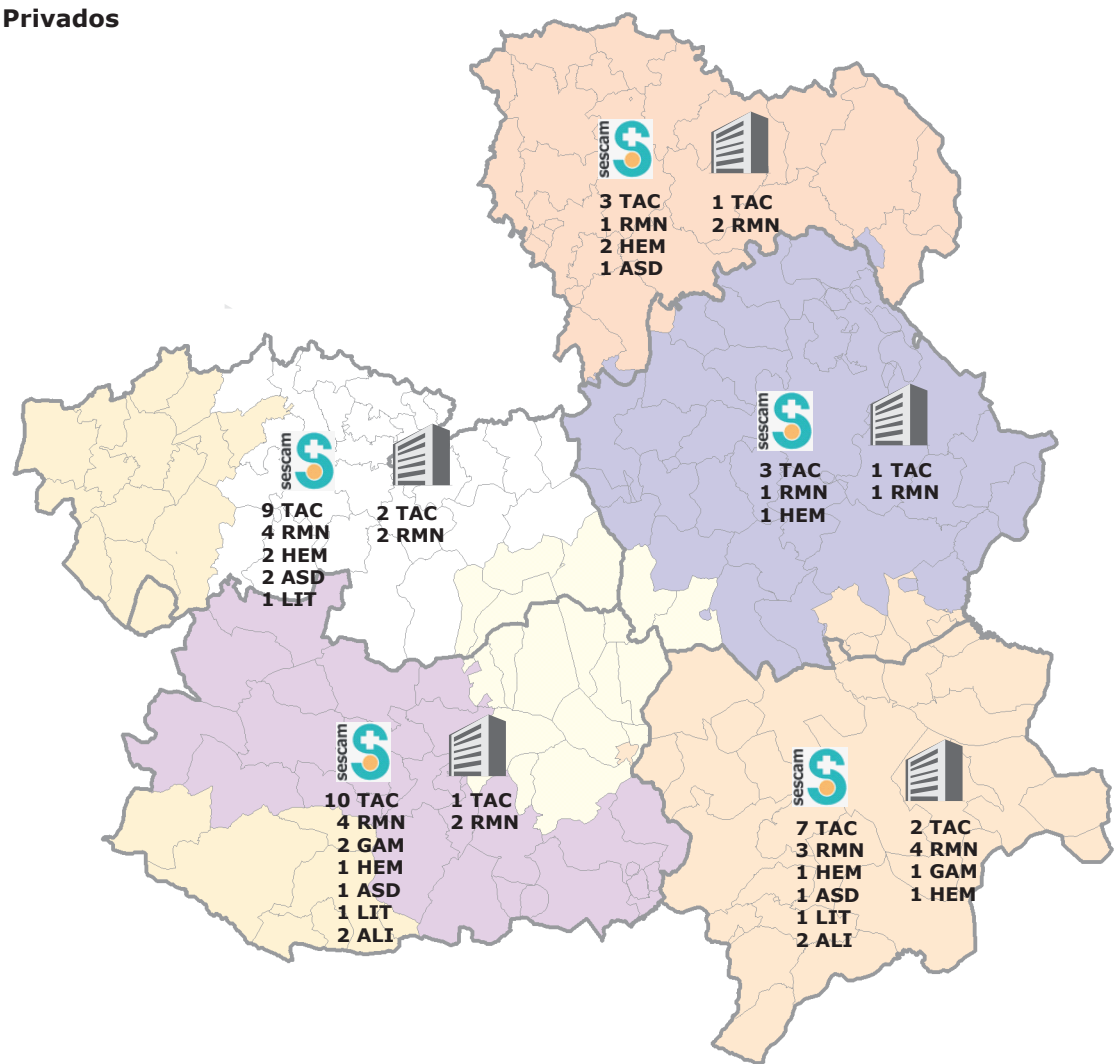 Privados
sescam
3 TAC
1 RMN
2 HEM
1 ASD
1 TAC
2 RMN
sescam
3 TAC
1 RMN
1 HEM
1 TAC
1 RMN
sescam
9 TAC
4 RMN
2 HEM
2 ASD
1 LIT
2 TAC
2 RMN
sescam
10 TAC
4 RMN
2 GAM
1 HEM
1 ASD
1 LIT
2 ALI
1 TAC
2 RMN
sescam
7 TAC
3 RMN
1 HEM
1 ASD
1 LIT
2 ALI
2 TAC
4 RMN
1 GAM
1 HEM